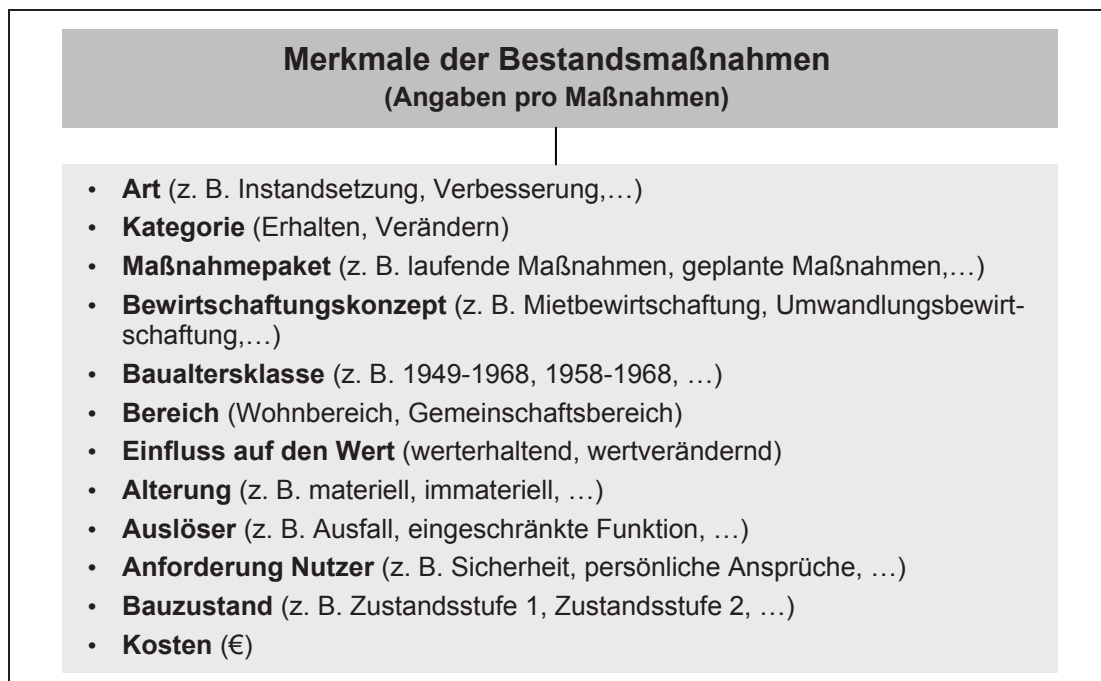 Merkmale der Bestandsmaßnahmen
(Angaben pro Maßnahmen)
• Art (z. B. Instandsetzung, Verbesserung,…)
• Kategorie (Erhalten, Verändern)
• Maßnahmepaket (z. B. laufende Maßnahmen, geplante Maßnahmen,…)
• Bewirtschaftungskonzept (z. B. Mietbewirtschaftung, Umwandlungsbewirt-
schaftung,…)
• Baualtersklasse (z. B. 1949-1968, 1958-1968, …)
• Bereich (Wohnbereich, Gemeinschaftsbereich)
• Einfluss auf den Wert (werterhaltend, wertverändernd)
• Alterung (z. B. materiell, immateriell, …)
• Auslöser (z. B. Ausfall, eingeschränkte Funktion, …)
• Anforderung Nutzer (z. B. Sicherheit, persönliche Ansprüche, …)
• Bauzustand (z. B. Zustandsstufe 1, Zustandsstufe 2, …)
• Kosten (€)